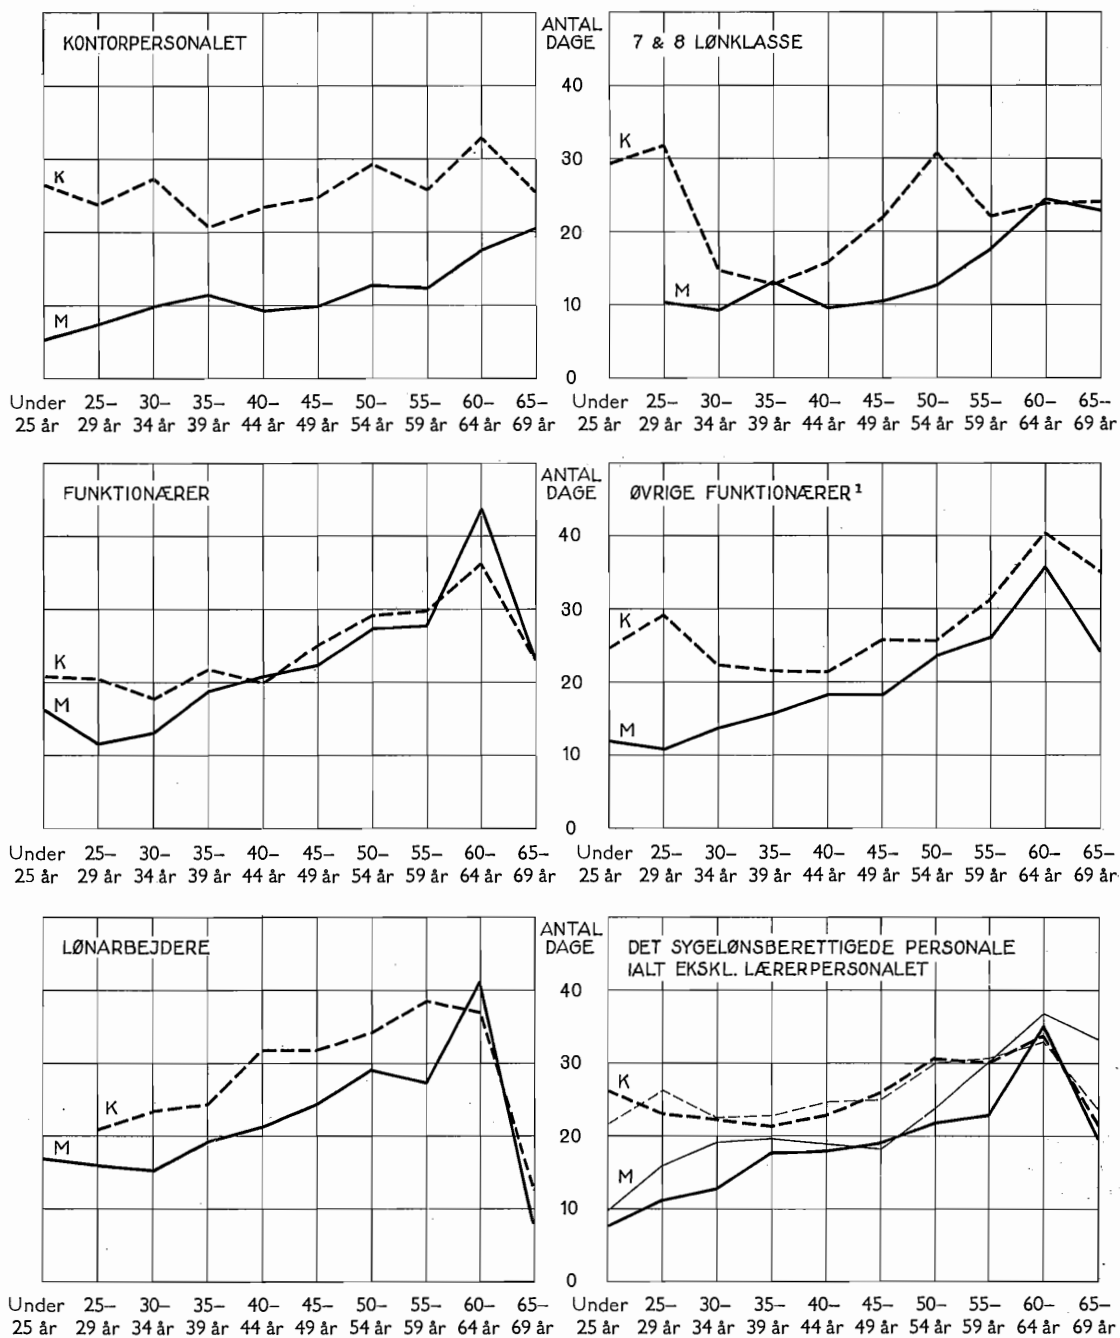 KONTORPERSONALET
ANTAL
DAGE
7 & 8 LØNKLASSE
40
30
20
10
0
K
M
K
M
Under 25– 30– 35– 40– 45– 50– 55– 60– 65–
25 år 29 år 34 år 39 år 44 år 49 år 54 år 59 år 64 år 69 år
Under 25– 30– 35– 40– 45– 50– 55– 60– 65–
25 år 29 år 34 år 39 år 44 år 49 år 54 år 59 år 64 år 69 år
FUNKTIONÆRER
ANTAL
DAGE
ØVRIGE FUNKTIONÆRER¹
40
30
20
10
0
K
M
K
M
Under 25– 30– 35– 40– 45– 50– 55– 60– 65–
25 år 29 år 34 år 39 år 44 år 49 år 54 år 59 år 64 år 69 år
Under 25– 30– 35– 40– 45– 50– 55– 60– 65–
25 år 29 år 34 år 39 år 44 år 49 år 54 år 59 år 64 år 69 år
LØNARBEJDERE
ANTAL
DAGE
DET SYGELØNSBERETTIGEDE PERSONALE
IALT EKSKL. LÆRERPERSONALET
40
30
20
10
0
K
M
K
M
Under 25– 30– 35– 40– 45– 50– 55– 60– 65–
25 år 29 år 34 år 39 år 44 år 49 år 54 år 59 år 64 år 69 år
Under 25– 30– 35– 40– 45– 50– 55– 60– 65–
25 år 29 år 34 år 39 år 44 år 49 år 54 år 59 år 64 år 69 år